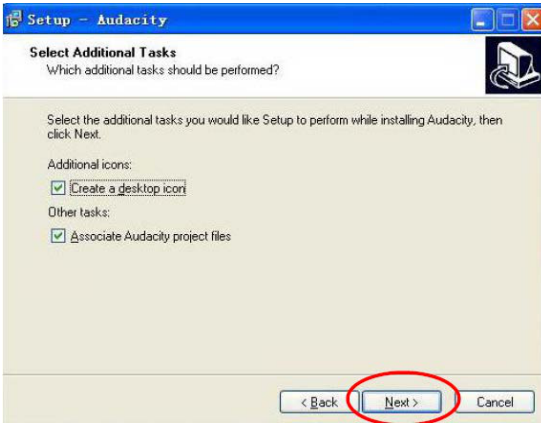 Setup - Audacity
Select Additional Tasks
Which additional tasks should be performed?
Select the additional tasks you would like Setup to perform while installing Audacity, then
click Next.
Additional icons:
Create a desktop icon
Other tasks:
Associate Audacity project files
< Back
Next >
Cancel